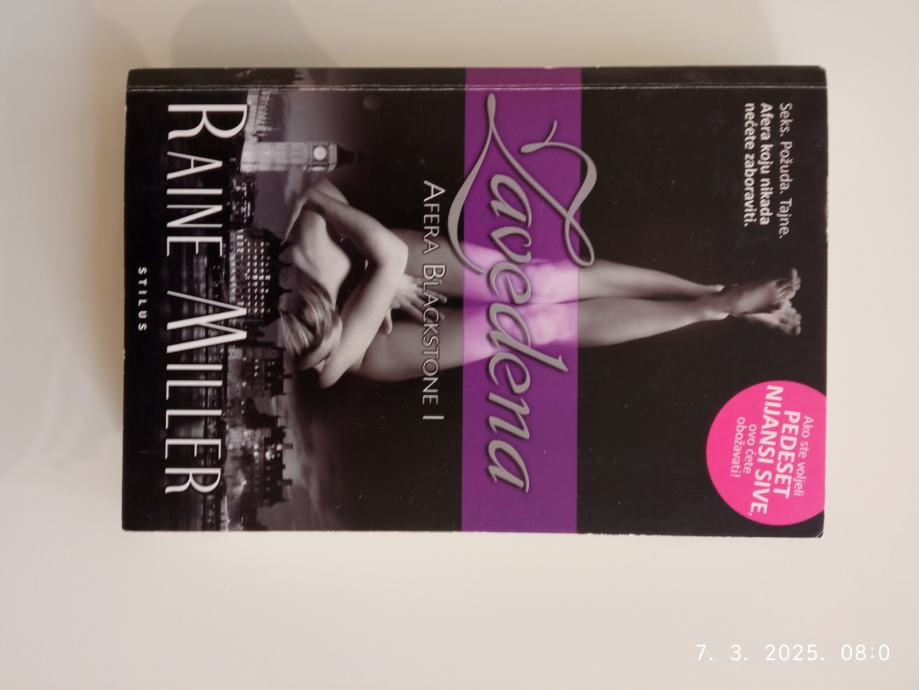 Seks. Požuda. Tajne.
Afera koju nikada
nećete zaboraviti.
Ako ste voljeli
PEDESET
NIJANSI SIVE,
ovo ćete
obožavati!
Zavedena
AFERA BLACKSTONE I
RAINE MILLER
STILUS
7. 3. 2025. 08:0